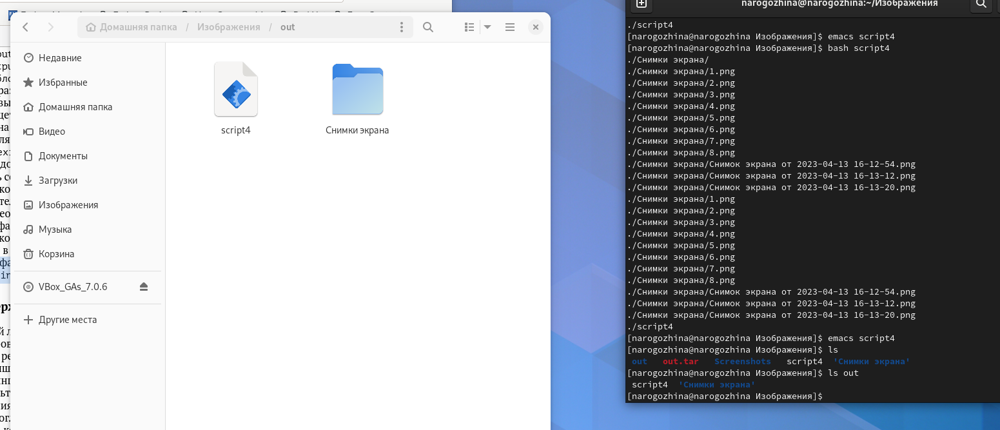 Домашняя папка / Изображения / out
Недавние
Избранные
Домашняя папка
Видео
Документы
Загрузки
Изображения
Музыка
Корзина
VBox_GAs_7.0.6
Другие места
script4
Снимки экрана
narogozhina@narogozhina:~/Изображения
./script4
[narogozhina@narogozhina Изображения]$ emacs script4
[narogozhina@narogozhina Изображения]$ bash script4
./Снимки экрана/
./Снимки экрана/1.png
./Снимки экрана/2.png
./Снимки экрана/3.png
./Снимки экрана/4.png
./Снимки экрана/5.png
./Снимки экрана/6.png
./Снимки экрана/7.png
./Снимки экрана/8.png
./Снимки экрана/Снимок экрана от 2023-04-13 16-12-54.png
./Снимки экрана/Снимок экрана от 2023-04-13 16-13-12.png
./Снимки экрана/Снимок экрана от 2023-04-13 16-13-20.png
./Снимки экрана/1.png
./Снимки экрана/2.png
./Снимки экрана/3.png
./Снимки экрана/4.png
./Снимки экрана/5.png
./Снимки экрана/6.png
./Снимки экрана/7.png
./Снимки экрана/8.png
./Снимки экрана/Снимок экрана от 2023-04-13 16-12-54.png
./Снимки экрана/Снимок экрана от 2023-04-13 16-13-12.png
./Снимки экрана/Снимок экрана от 2023-04-13 16-13-20.png
./script4
[narogozhina@narogozhina Изображения]$ emacs script4
[narogozhina@narogozhina Изображения]$ ls
out out.tar Screenshots script4 'Снимки экрана'
[narogozhina@narogozhina Изображения]$ ls out
script4 'Снимки экрана'
[narogozhina@narogozhina Изображения]$